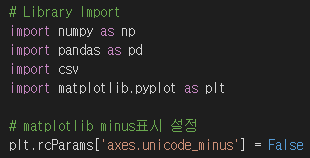 # Library Import
import numpy as np
import pandas as pd
import csv
import matplotlib.pyplot as plt

# matplotlib minus표시 설정
plt.rcParams['axes.unicode_minus'] = False